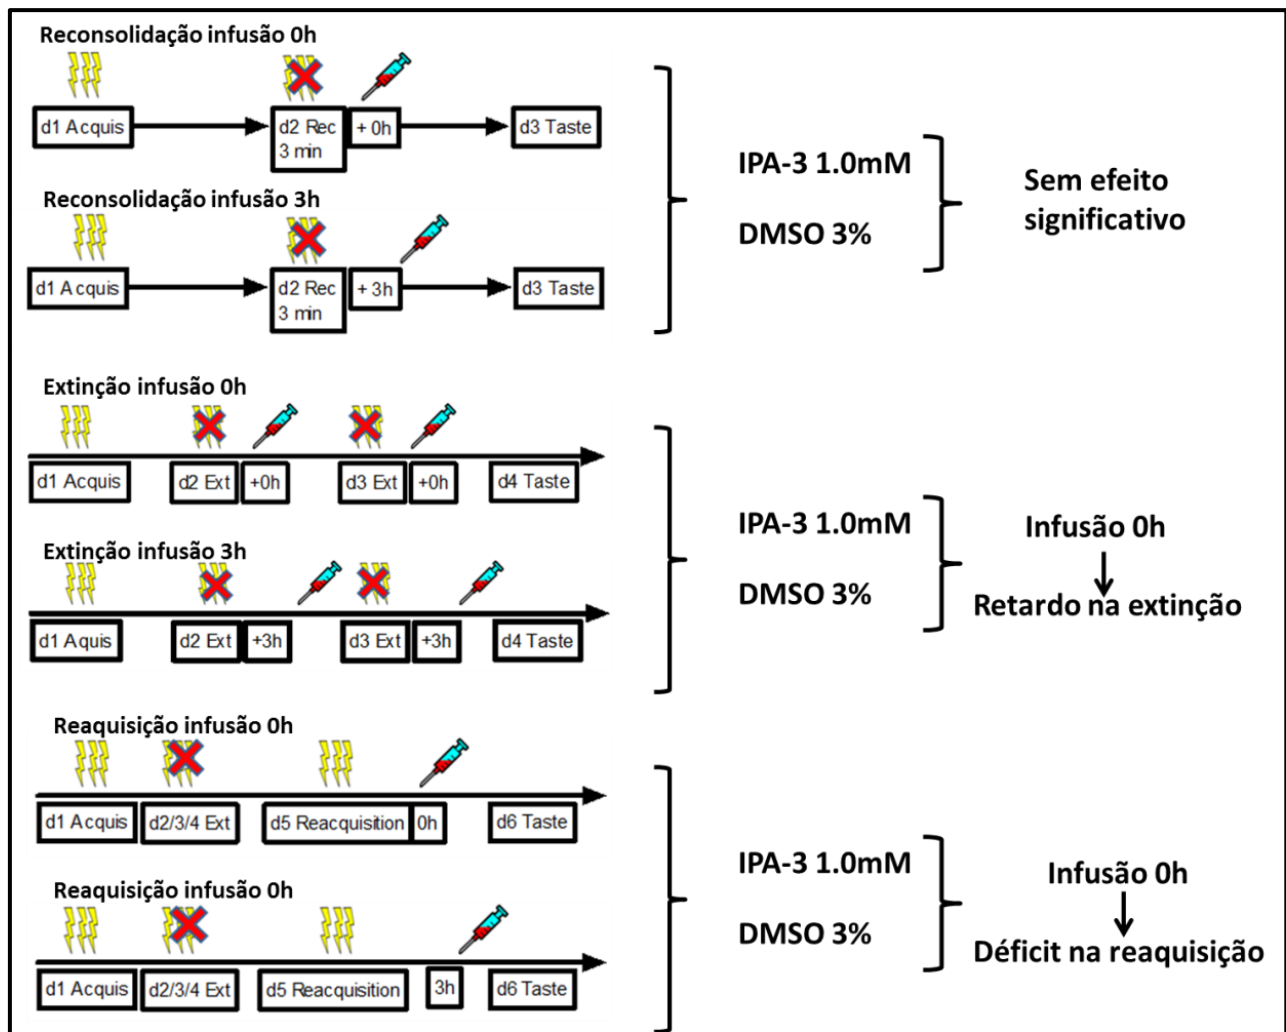 Reconsolidação infusão 0h
d1 Acquis
d2 Rec
3 min
+ 0h
d3 Taste
Reconsolidação infusão 3h
d1 Acquis
d2 Rec
3 min
+ 3h
d3 Taste
IPA-3 1.0mM
DMSO 3%
Sem efeito
significativo
Extinção infusão 0h
d1 Acquis
d2 Ext
+0h
d3 Ext
+0h
d4 Taste
Extinção infusão 3h
d1 Aquis
d2 Ext
+3h
d3 Ext
+3h
d4 Taste
IPA-3 1.0mM
DMSO 3%
Infusão 0h
Retardo na extinção
Reaquisição infusão 0h
d1 Acquis
d2/3/4 Ext
d5 Reacquisition
0h
d6 Taste
Reaquisição infusão 0h
d1 Acquis
d2/3/4 Ext
d5 Reacquisition
3h
d6 Taste
IPA-3 1.0mM
DMSO 3%
Infusão 0h
Déficit na reaquisição